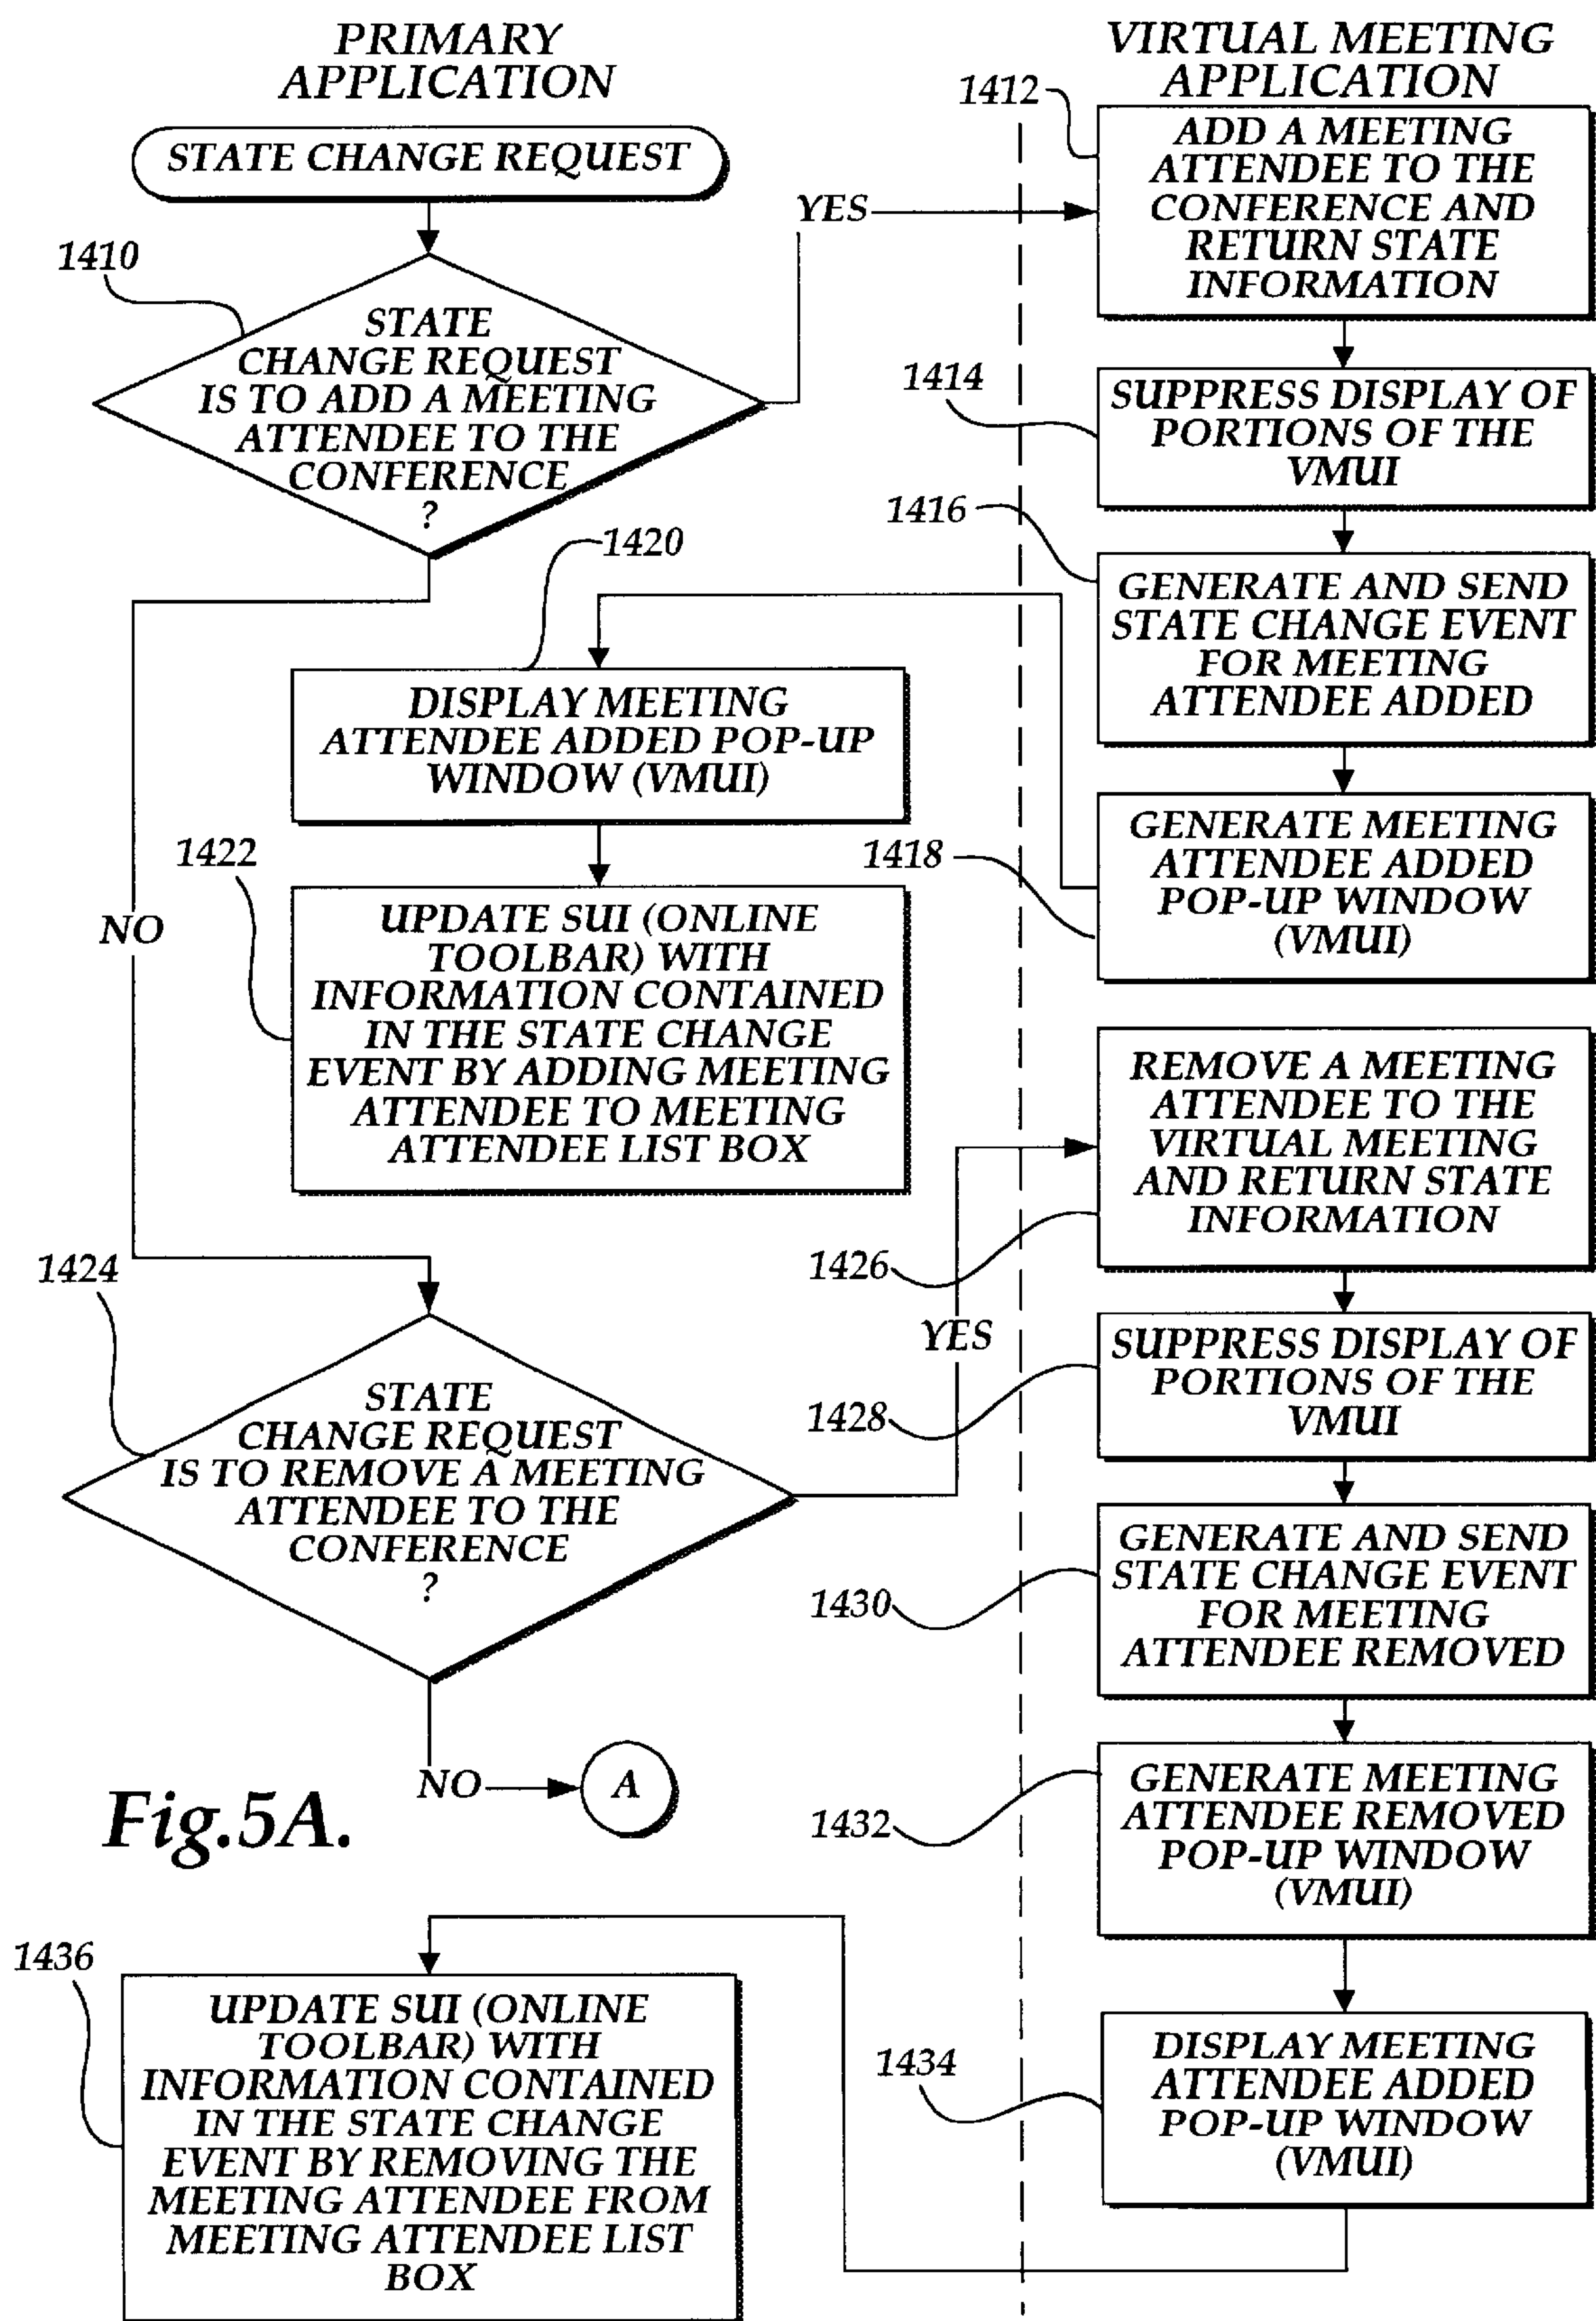 PRIMARY
APPLICATION
VIRTUAL MEETING
APPLICATION
STATE CHANGE REQUEST
1410
STATE
CHANGE REQUEST
IS TO ADD A MEETING
ATTENDEE TO THE
CONFERENCE
?
YES
NO
1412
ADD A MEETING
ATTENDEE TO THE
CONFERENCE AND
RETURN STATE
INFORMATION
1414
SUPPRESS DISPLAY OF
PORTIONS OF THE
VMUI
1416
GENERATE AND SEND
STATE CHANGE EVENT
FOR MEETING
ATTENDEE ADDED
1418
GENERATE MEETING
ATTENDEE ADDED
POP-UP WINDOW
(VMUI)
1420
DISPLAY MEETING
ATTENDEE ADDED POP-UP
WINDOW (VMUI)
1422
UPDATE SUI (ONLINE
TOOLBAR) WITH
INFORMATION CONTAINED
IN THE STATE CHANGE
EVENT BY ADDING MEETING
ATTENDEE TO MEETING
ATTENDEE LIST BOX
1424
STATE
CHANGE REQUEST
IS TO REMOVE A MEETING
ATTENDEE TO THE
CONFERENCE
?
YES
NO
A
1426
REMOVE A MEETING
ATTENDEE TO THE
VIRTUAL MEETING
AND RETURN STATE
INFORMATION
1428
SUPPRESS DISPLAY OF
PORTIONS OF THE
VMUI
1430
GENERATE AND SEND
STATE CHANGE EVENT
FOR MEETING
ATTENDEE REMOVED
1432
GENERATE MEETING
ATTENDEE REMOVED
POP-UP WINDOW
(VMUI)
1434
DISPLAY MEETING
ATTENDEE ADDED
POP-UP WINDOW
(VMUI)
1436
UPDATE SUI (ONLINE
TOOLBAR) WITH
INFORMATION CONTAINED
IN THE STATE CHANGE
EVENT BY REMOVING THE
MEETING ATTENDEE FROM
MEETING ATTENDEE LIST
BOX
Fig.5A.